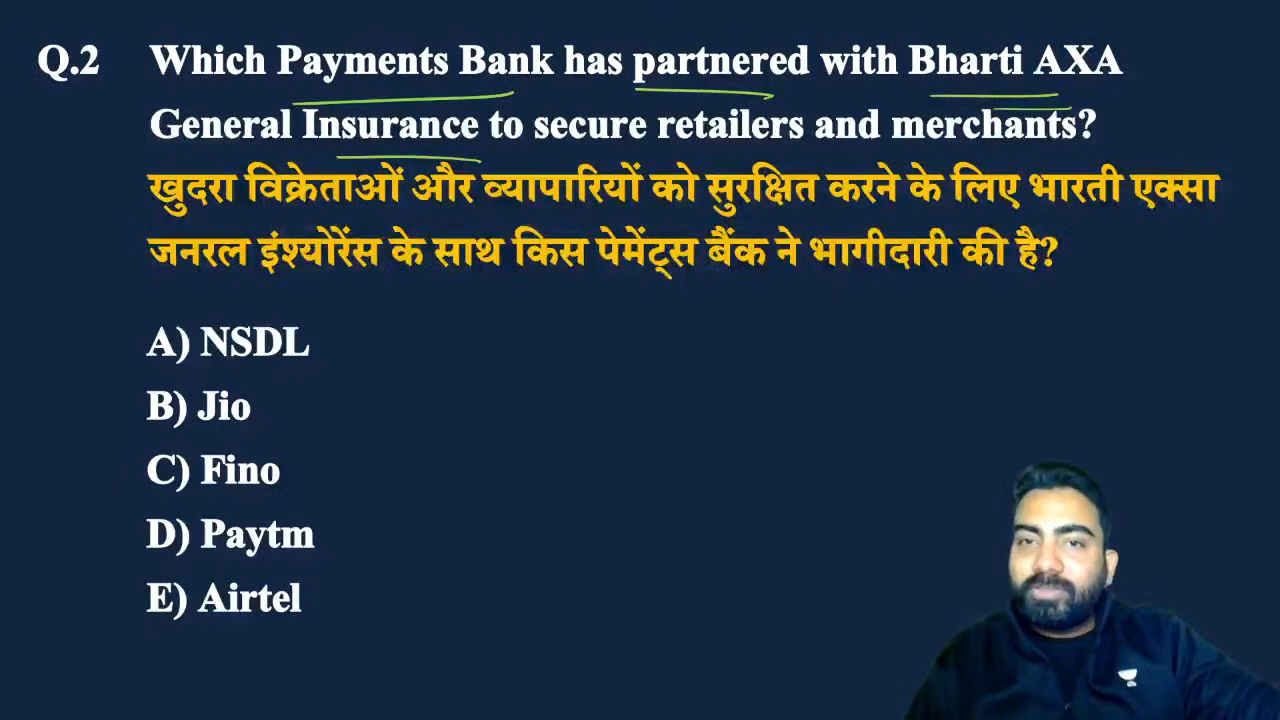 Q.2 Which Payments Bank has partnered with Bharti AXA
General Insurance to secure retailers and merchants?
खुदरा विक्रेताओं और व्यापारियों को सुरक्षित करने के लिए भारती एक्सा
जनरल इंश्योरेंस के साथ किस पेमेंट्स बैंक ने भागीदारी की है?
A) NSDL
B) Jio
C) Fino
D) Paytm
E) Airtel